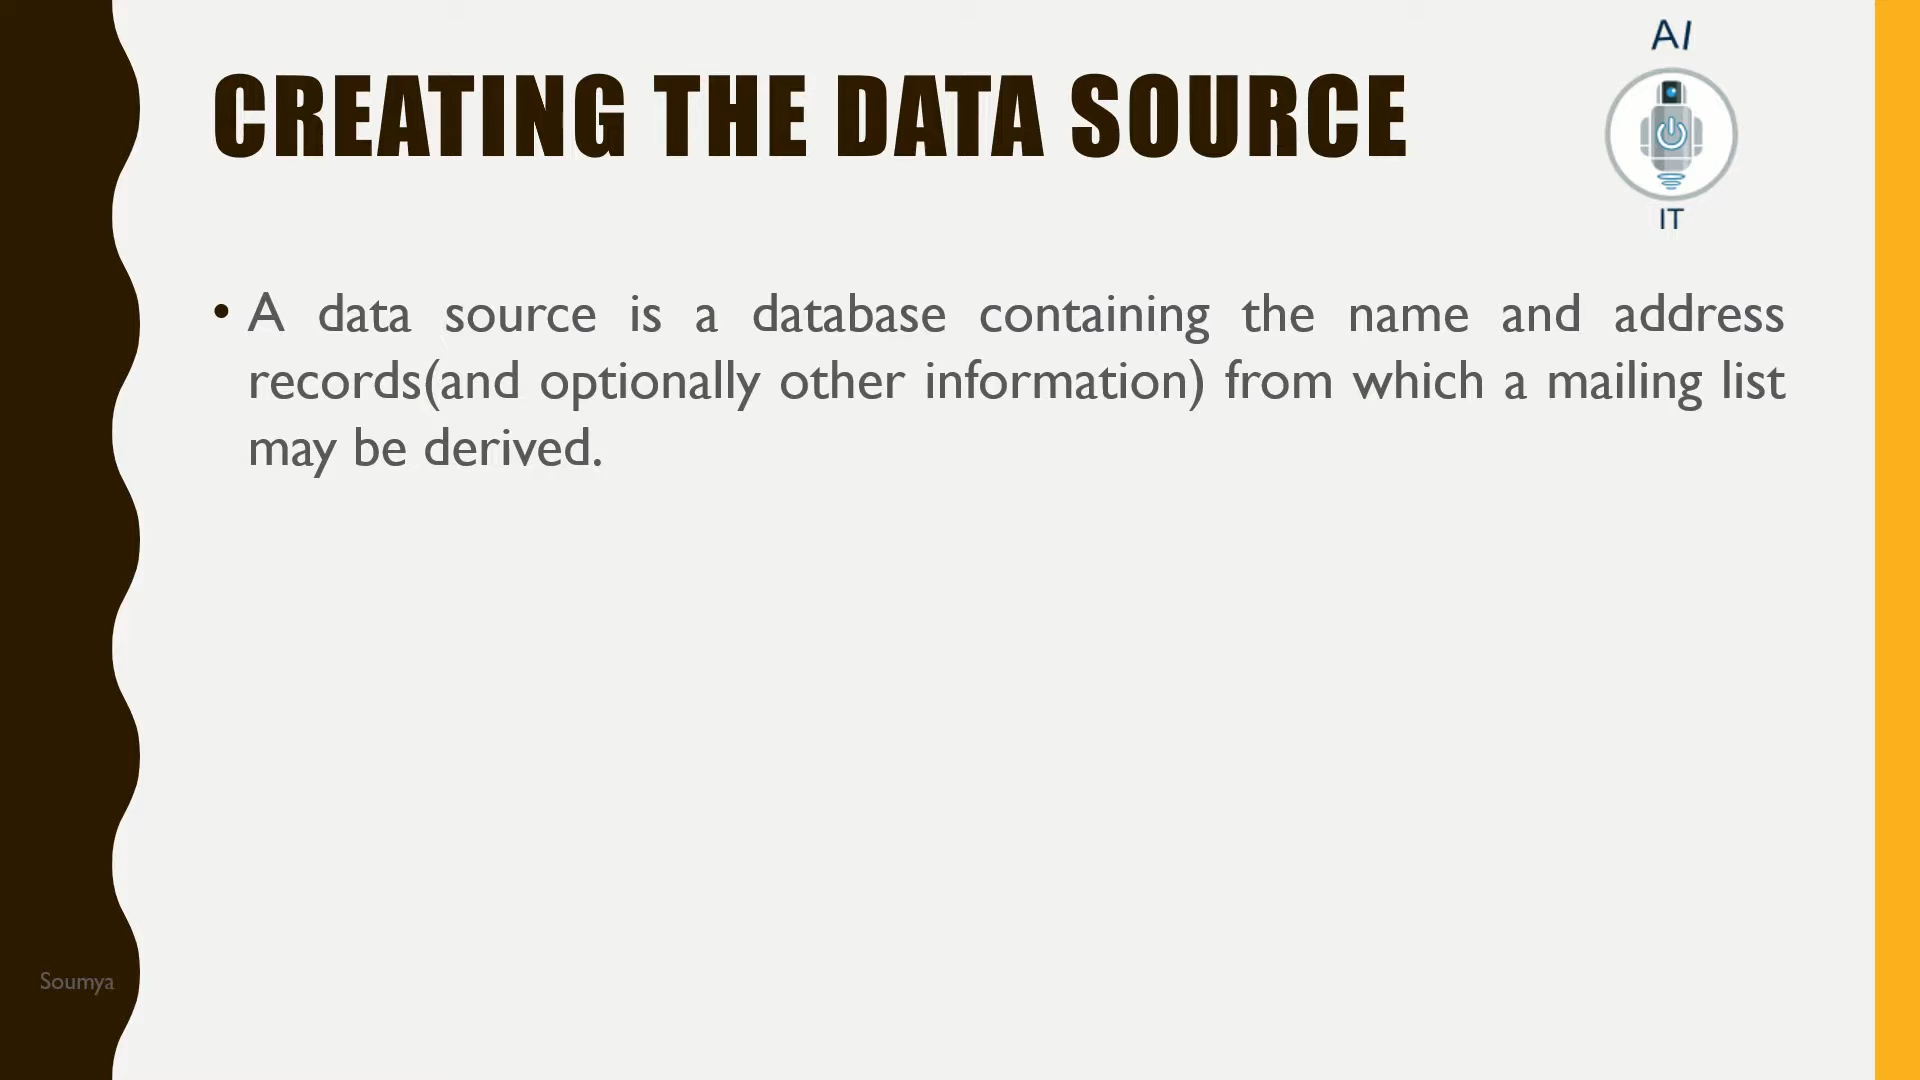 AI
CREATING THE DATA SOURCE
IT
• A data source is a database containing the name and address
records(and optionally other information) from which a mailing list
may be derived.
Soumya